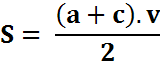 S = (a + c).v / 2